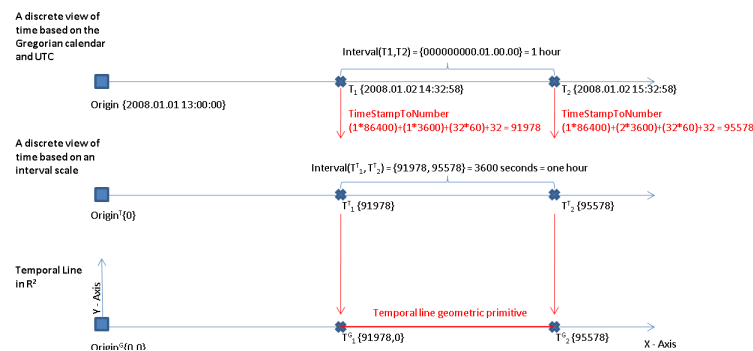 A discrete view of
time based on the
Gregorian calendar
and UTC
Interval(T1,T2) = {000000000.01.00.00} = 1 hour
Origin {2008.01.01 13:00:00}
T1 {2008.01.02 14:32:58}
T2 {2008.01.02 15:32:58}
TimeStampToNumber
(1*86400)+(1*3600)+(32*60)+32 = 91978
TimeStampToNumber
(1*86400)+(2*3600)+(32*60)+32 = 95578
A discrete view of
time based on an
interval scale
Interval(TT1, TT2) = {91978, 95578} = 3600 seconds = one hour
OriginT{0}
TT1 {91978}
TT2 {95578}
Temporal Line
in R2
Y - Axis
Temporal line geometric primitive
OriginG{0,0}
TG1 {91978,0}
TG2 {95578}
X - Axis